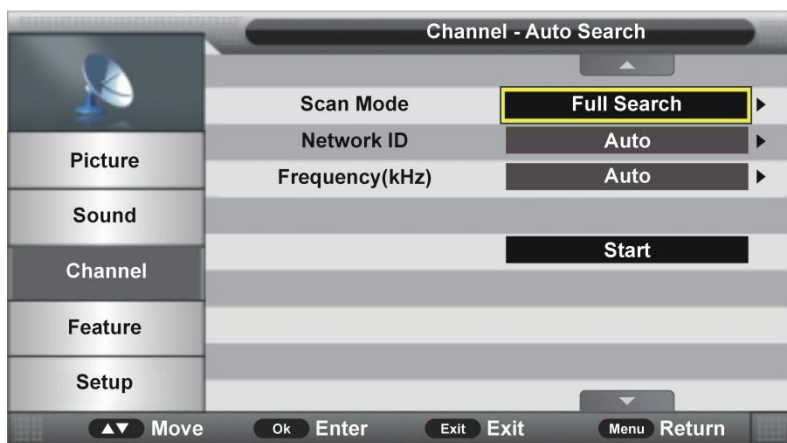 Channel - Auto Search
Scan Mode Full Search
Network ID Auto
Frequency(kHz) Auto
Start
Picture
Sound
Channel
Feature
Setup
Move Ok Enter Exit Exit Menu Return